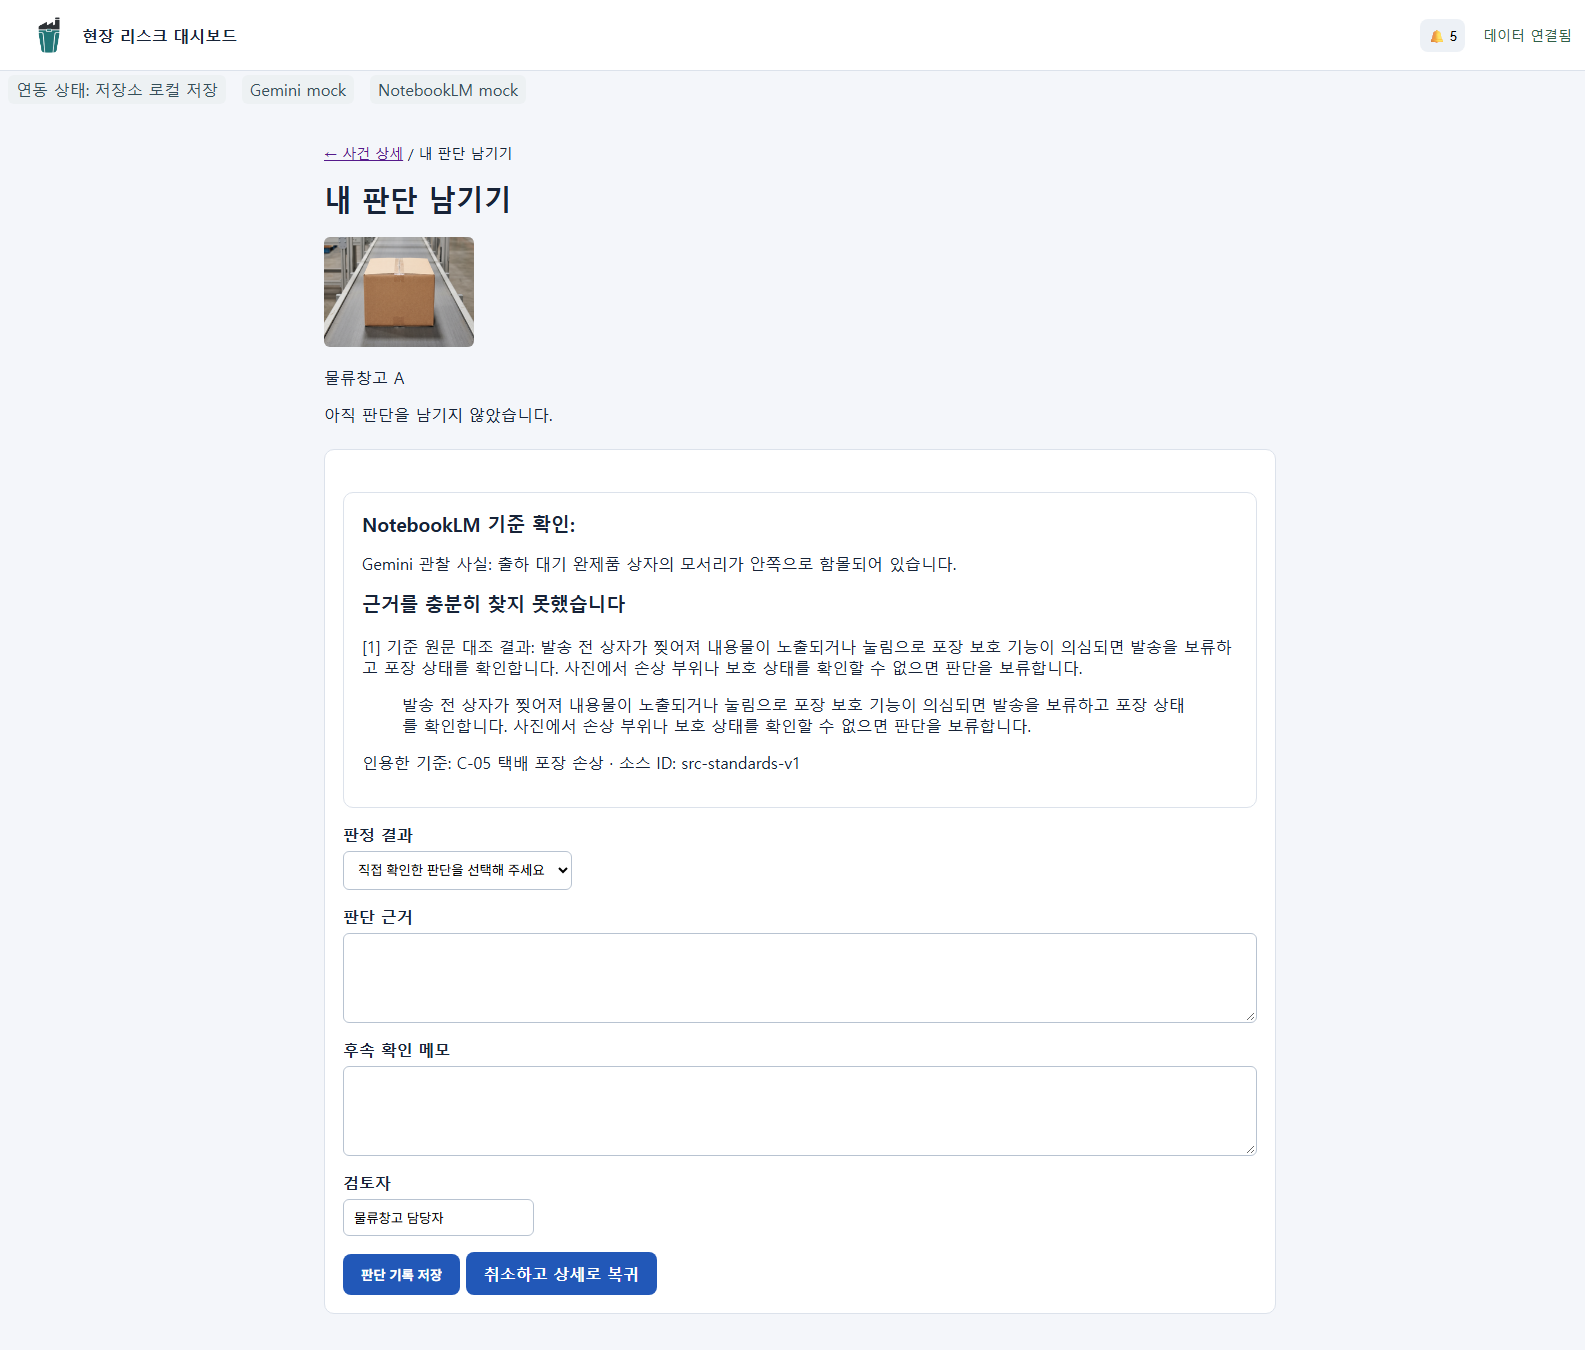 현장 리스크 대시보드
5
데이터 연결됨
연동 상태: 저장소 로컬 저장
Gemini mock
NotebookLM mock
← 사건 상세 / 내 판단 남기기
내 판단 남기기
물류창고 A
아직 판단을 남기지 않았습니다.
NotebookLM 기준 확인:
Gemini 관찰 사실: 출하 대기 완제품 상자의 모서리가 안쪽으로 함몰되어 있습니다.
근거를 충분히 찾지 못했습니다
[1] 기준 원문 대조 결과: 발송 전 상자가 찢어져 내용물이 노출되거나 눌림으로 포장 보호 기능이 의심되면 발송을 보류하
고 포장 상태를 확인합니다. 사진에서 손상 부위나 보호 상태를 확인할 수 없으면 판단을 보류합니다.
발송 전 상자가 찢어져 내용물이 노출되거나 눌림으로 포장 보호 기능이 의심되면 발송을 보류하고 포장 상태
를 확인합니다. 사진에서 손상 부위나 보호 상태를 확인할 수 없으면 판단을 보류합니다.
인용한 기준: C-05 택배 포장 손상 · 소스 ID: src-standards-v1
판정 결과
직접 확인한 판단을 선택해 주세요
판단 근거
후속 확인 메모
검토자
물류창고 담당자
판단 기록 저장
취소하고 상세로 복귀